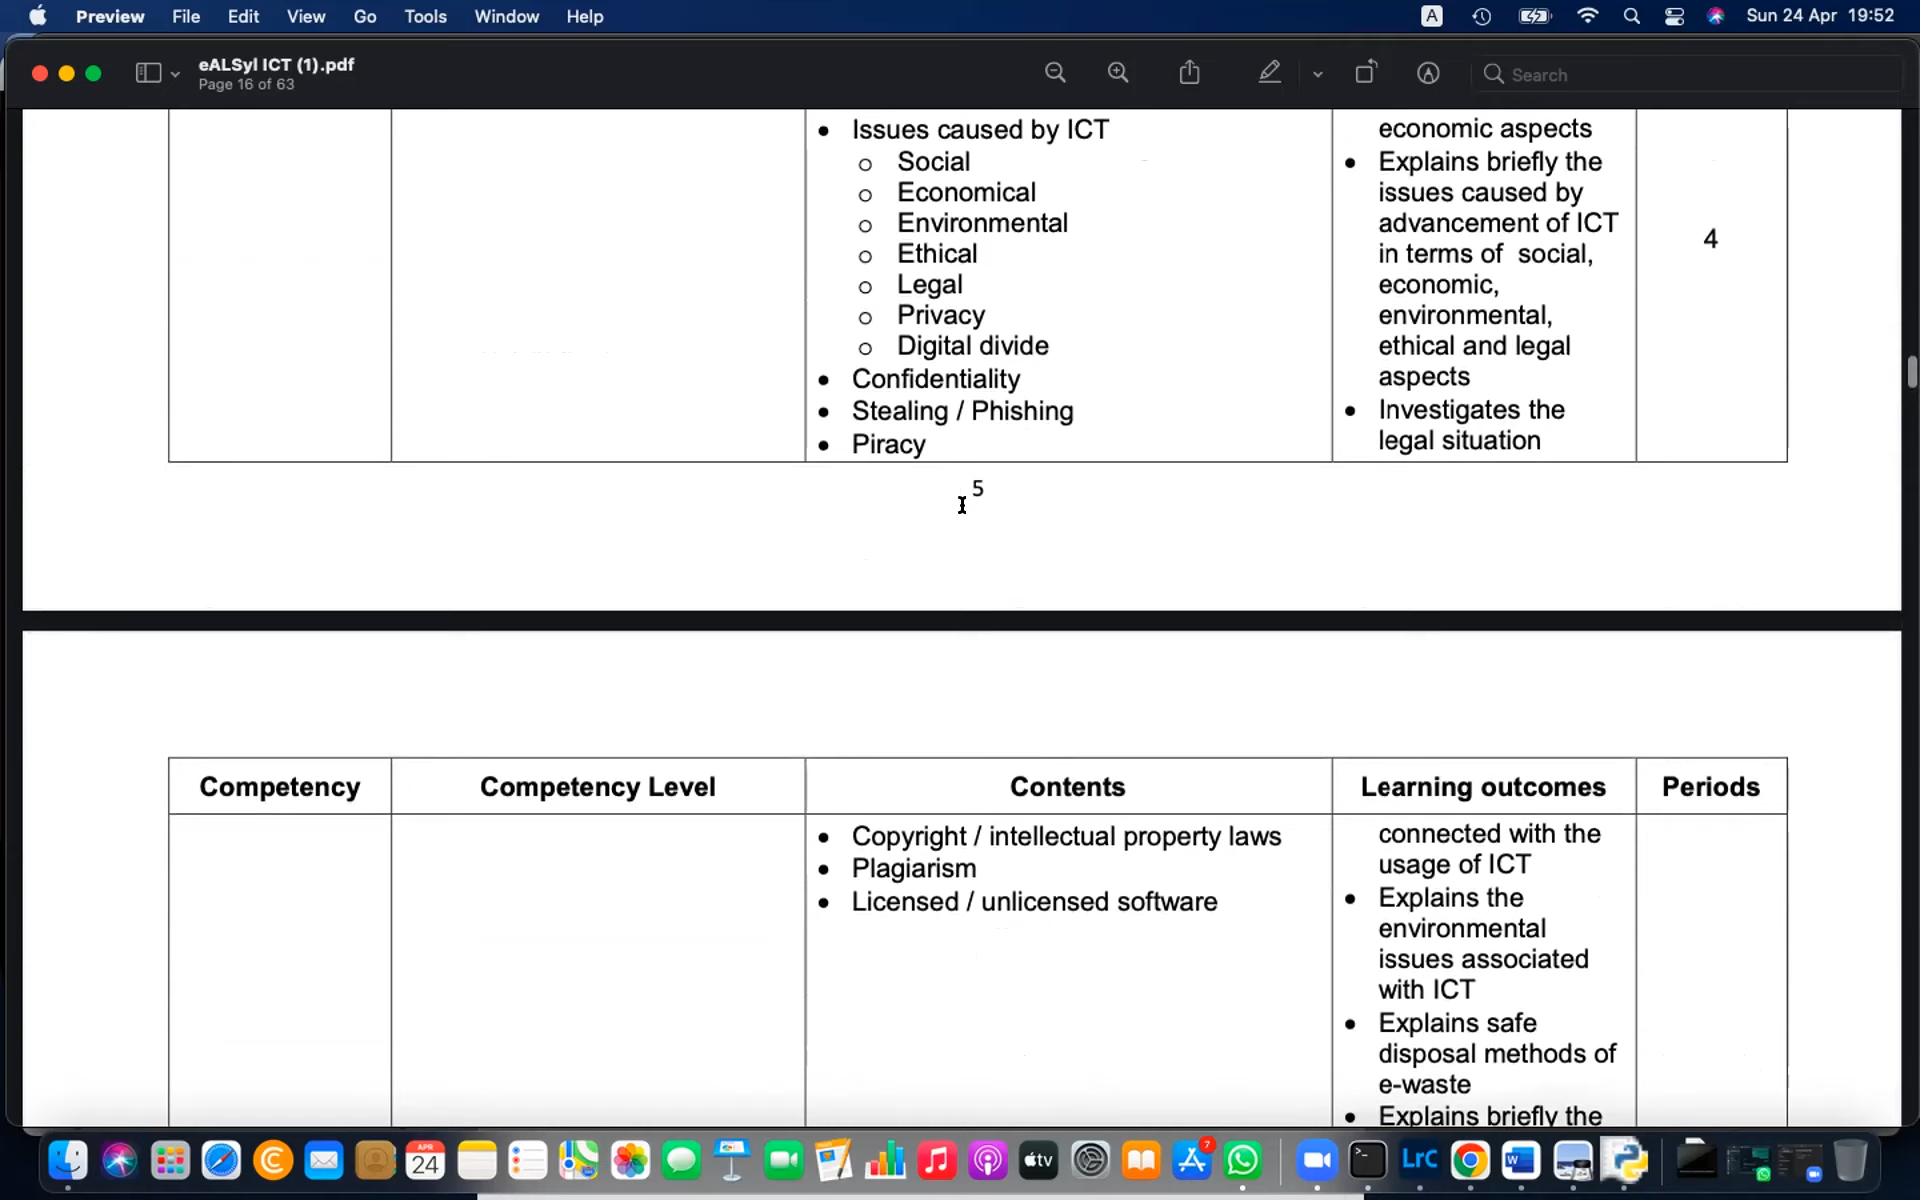 Preview File Edit View Go Tools Window Help A Sun 24 Apr 19:52
eALSyl ICT (1).pdf
Page 16 of 63
Search
• Issues caused by ICT
o Social
o Economical
o Environmental
o Ethical
o Legal
o Privacy
o Digital divide
• Confidentiality
• Stealing / Phishing
• Piracy
economic aspects
• Explains briefly the
issues caused by
advancement of ICT
in terms of social,
economic,
environmental,
ethical and legal
aspects
• Investigates the
legal situation
4
5
Competency Competency Level Contents Learning outcomes Periods
• Copyright / intellectual property laws
• Plagiarism
• Licensed / unlicensed software
connected with the
usage of ICT
• Explains the
environmental
issues associated
with ICT
• Explains safe
disposal methods of
e-waste
• Explains briefly the
APR
24
tv
7
LrC
W